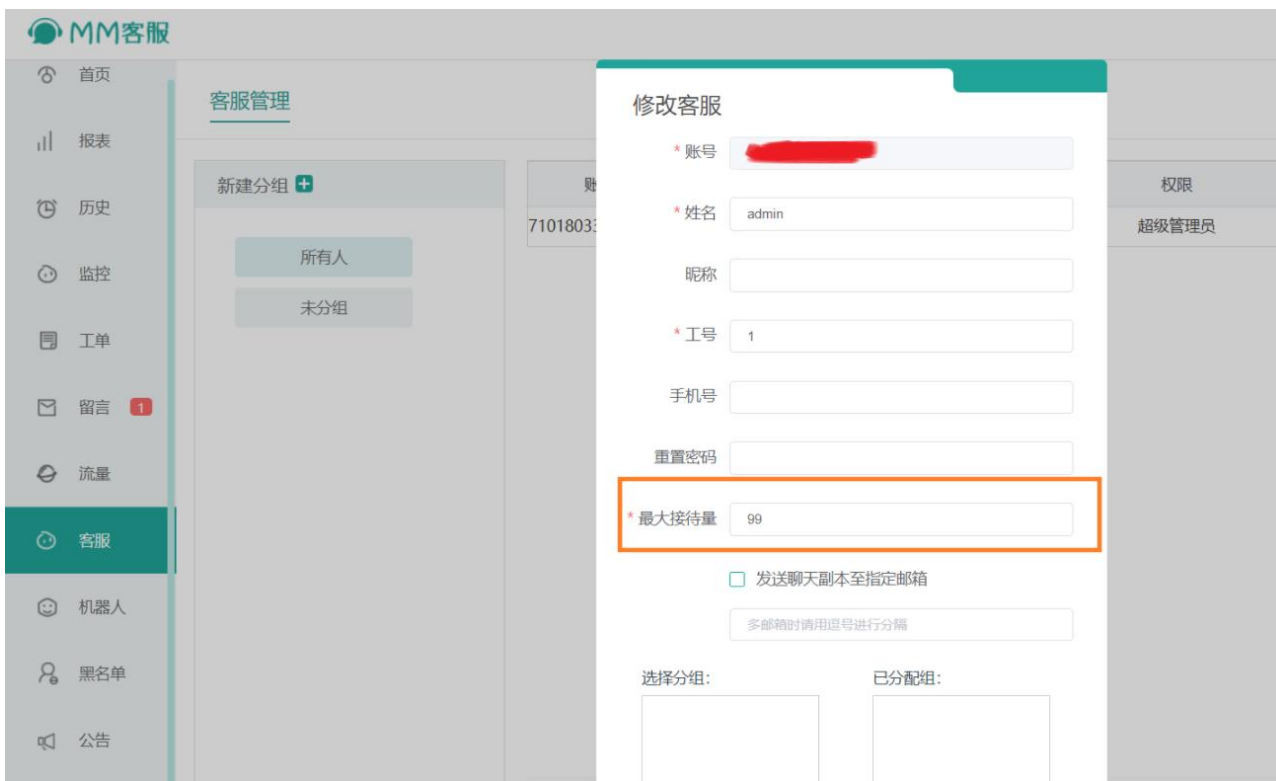 MM客服
首页
报表
历史
监控
工单
留言 1
流量
客服
机器人
黑名单
公告
客服管理
新建分组
所有人
未分组
权限
7101803
超级管理员
修改客服
* 账号
* 姓名 admin
昵称
* 工号 1
手机号
重置密码
* 最大接待量 99
发送聊天副本至指定邮箱
多邮箱时请用逗号进行分隔
选择分组: 已分配组: